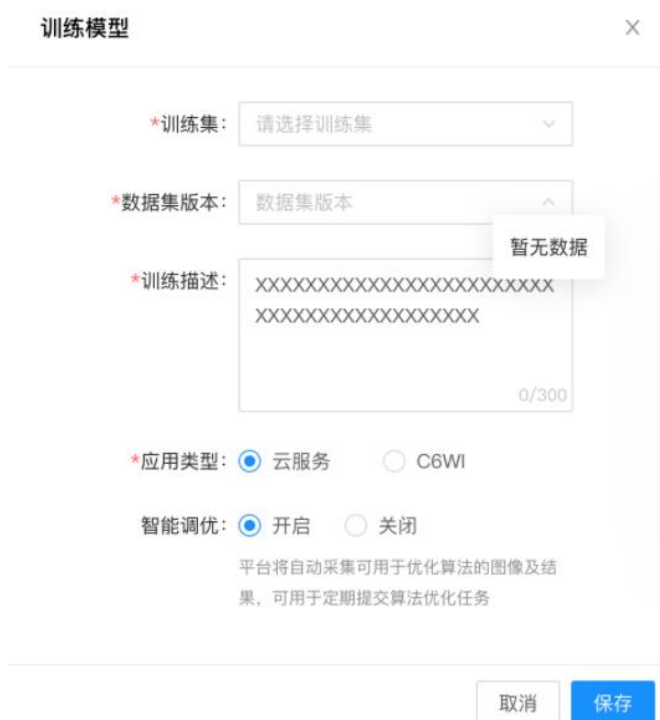 训练模型
*训练集: 请选择训练集
*数据集版本: 数据集版本
暂无数据
*训练描述: XXXXXXXXXXXXXXXXXXXXXXXX
XXXXXXXXXXXXXXXXXX
0/300
*应用类型: 云服务 C6WI
智能调优: 开启 关闭
平台将自动采集可用于优化算法的图像及结
果，可用于定期提交算法优化任务
取消 保存